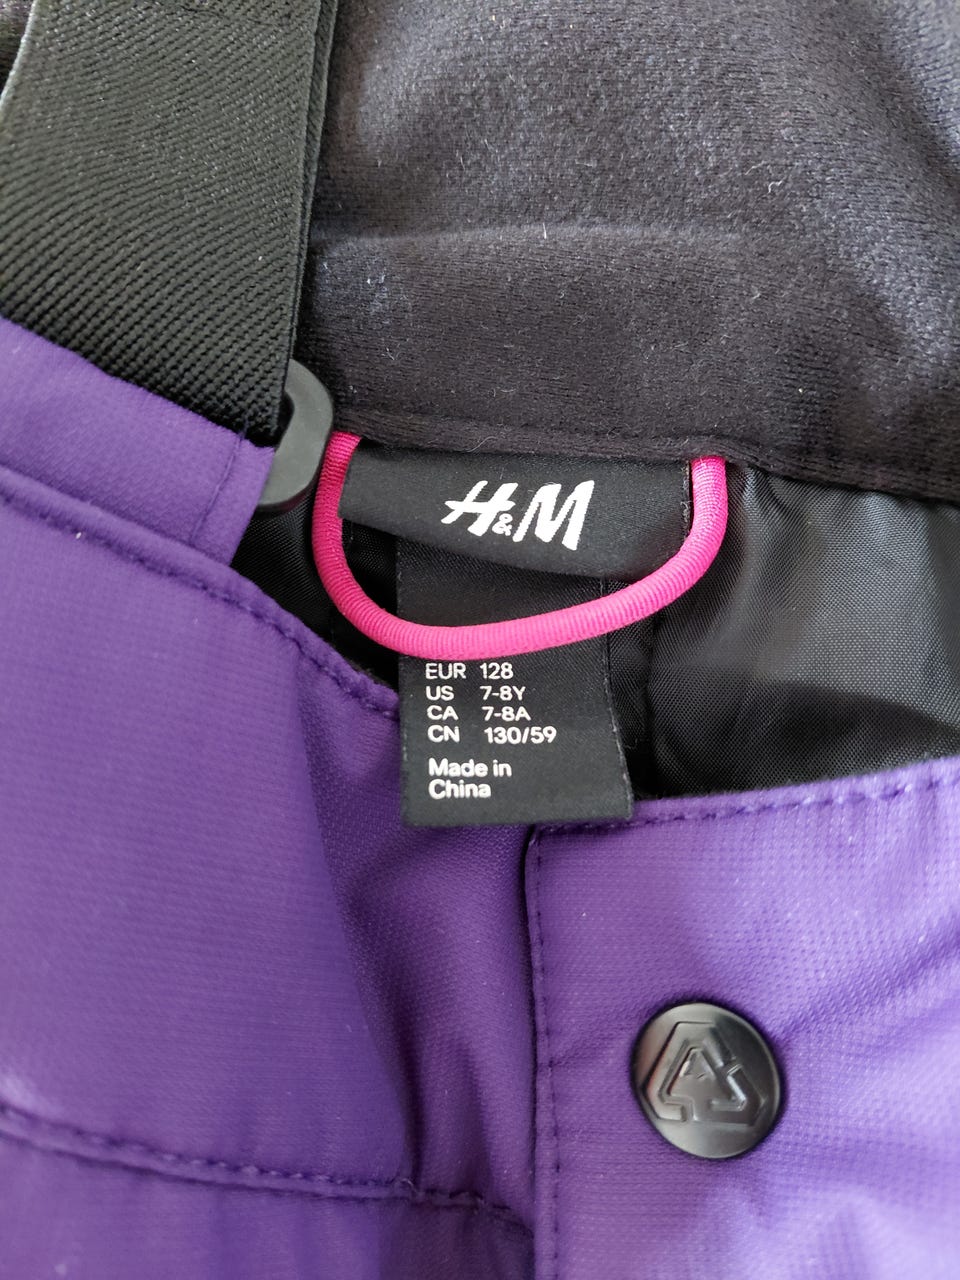 H&M
EUR 128
US 7-8Y
CA 7-8A
CN 130/59
Made in
China